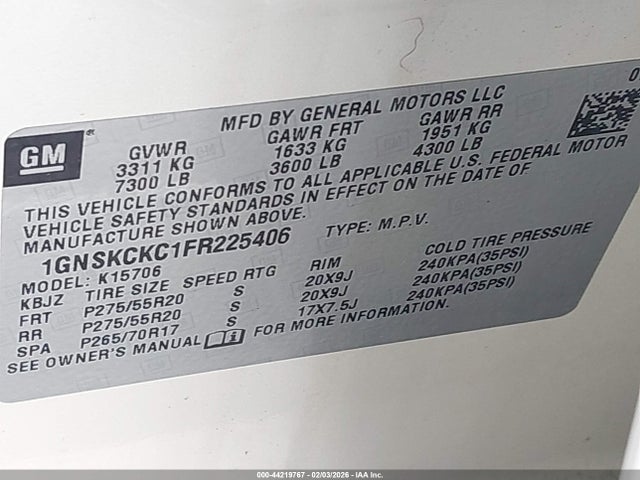 GM
MFD BY GENERAL MOTORS LLC
GVWR GAWR FRT GAWR RR
3311 KG 1633 KG 1951 KG
7300 LB 3600 LB 4300 LB
THIS VEHICLE CONFORMS TO ALL APPLICABLE U.S. FEDERAL MOTOR
VEHICLE SAFETY STANDARDS IN EFFECT ON THE DATE OF
MANUFACTURE SHOWN ABOVE.
1GNSKCKC1FR225406 TYPE: M.P.V.
MODEL: K15706
KBJZ TIRE SIZE SPEED RTG RIM COLD TIRE PRESSURE
FRT P275/55R20 S 20X9J 240KPA(35PSI)
RR P275/55R20 S 20X9J 240KPA(35PSI)
SPA P265/70R17 S 17X7.5J 240KPA(35PSI)
SEE OWNER'S MANUAL FOR MORE INFORMATION.
000-44219767 - 02/03/2026 - IAA Inc.